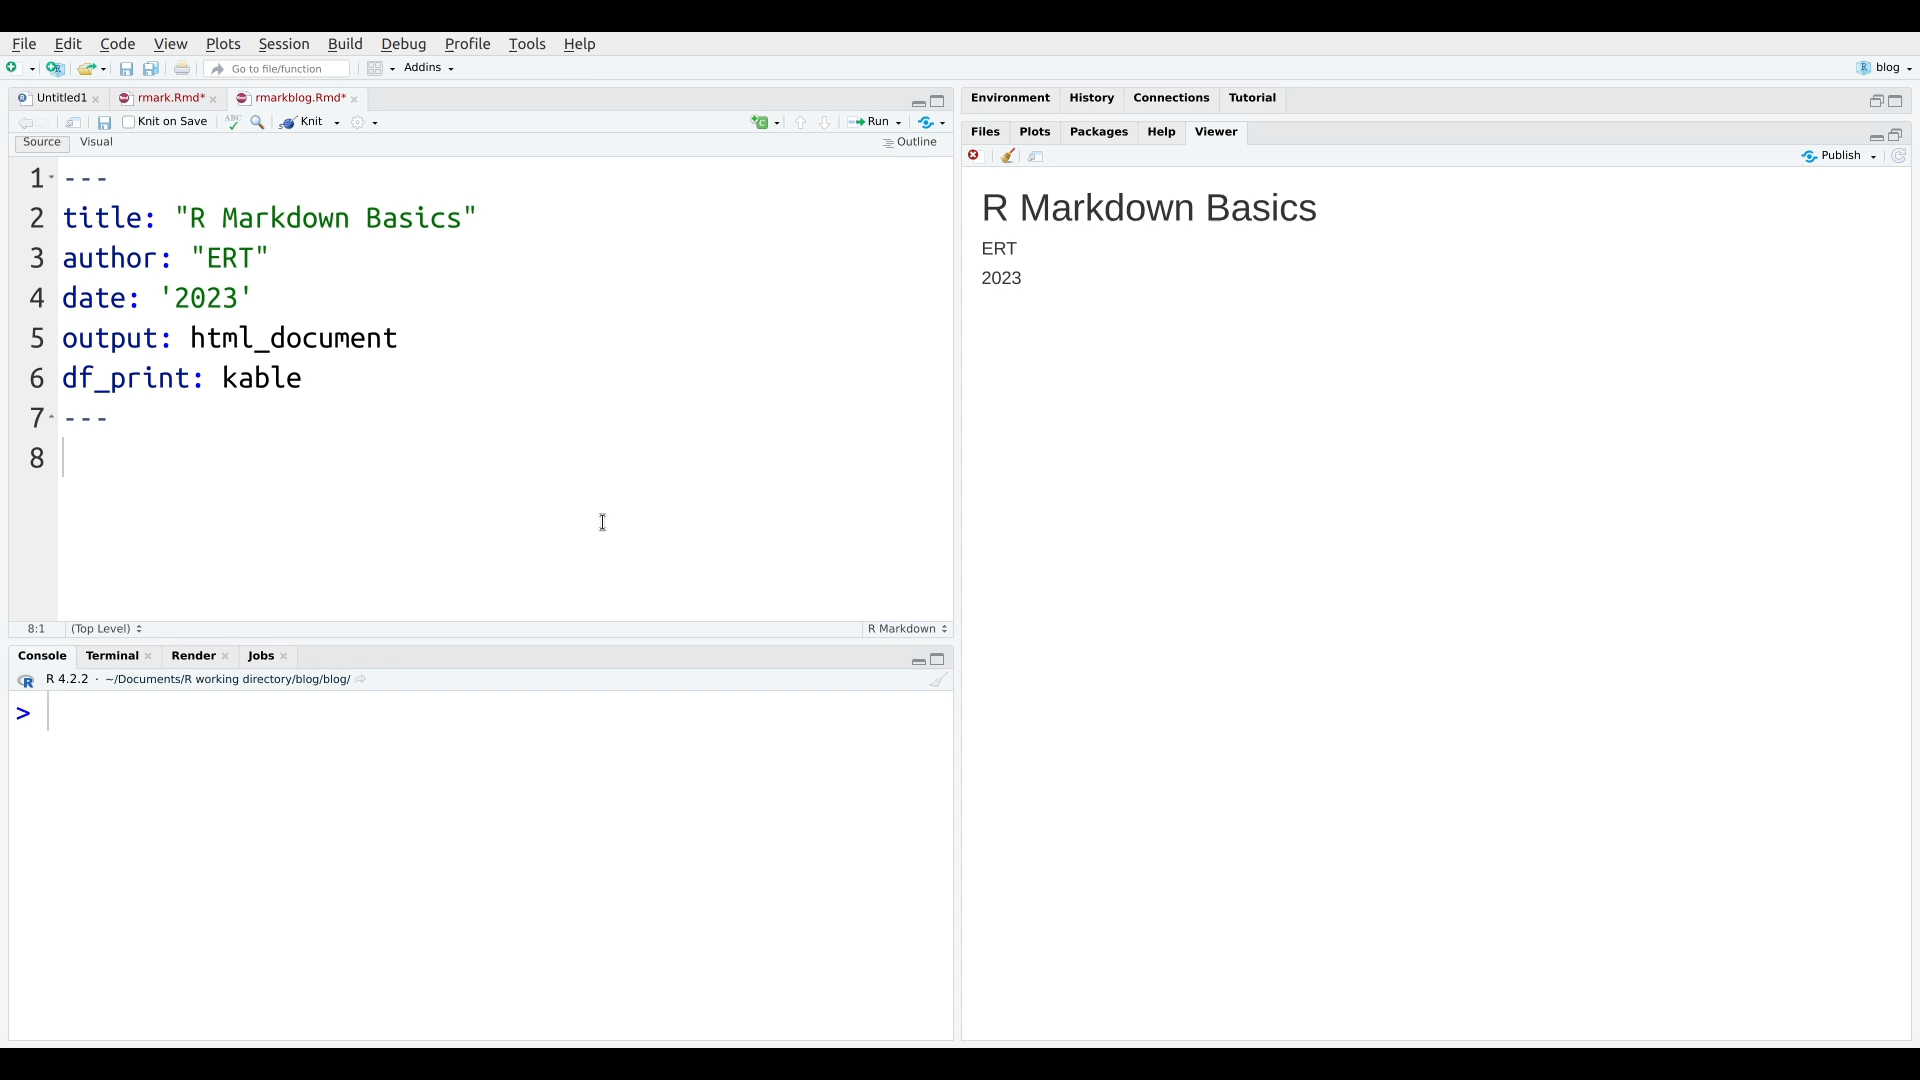 File Edit Code View Plots Session Build Debug Profile Tools Help
Go to file/function Addins blog
Untitled1 rmark.Rmd* rmarkblog.Rmd*
Knit on Save ABC Knit Run
Source Visual Outline
1 ---
2 title: "R Markdown Basics"
3 author: "ERT"
4 date: '2023'
5 output: html_document
6 df_print: kable
7 ---
8
8:1 (Top Level) R Markdown
Console Terminal Render Jobs
R 4.2.2 · ~/Documents/R working directory/blog/blog/
>
Environment History Connections Tutorial
Files Plots Packages Help Viewer
Publish
R Markdown Basics
ERT
2023